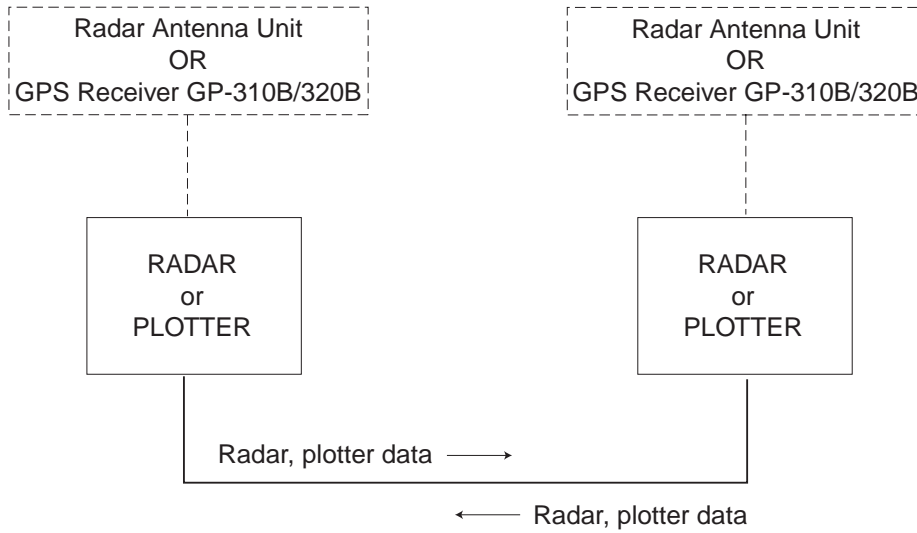 Radar Antenna Unit
OR
GPS Receiver GP-310B/320B
Radar Antenna Unit
OR
GPS Receiver GP-310B/320B
RADAR
or
PLOTTER
RADAR
or
PLOTTER
Radar, plotter data
Radar, plotter data